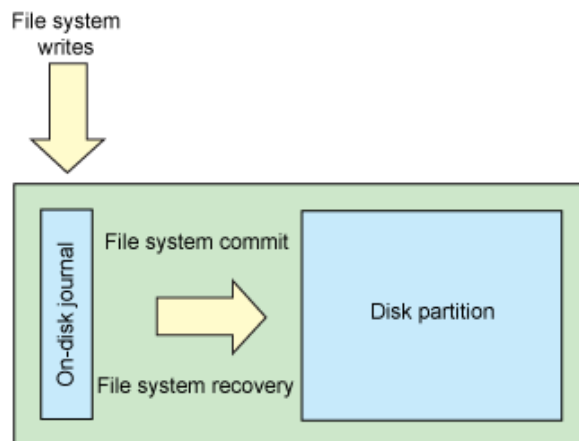 File system
writes
On-disk journal
File system commit
File system recovery
Disk partition